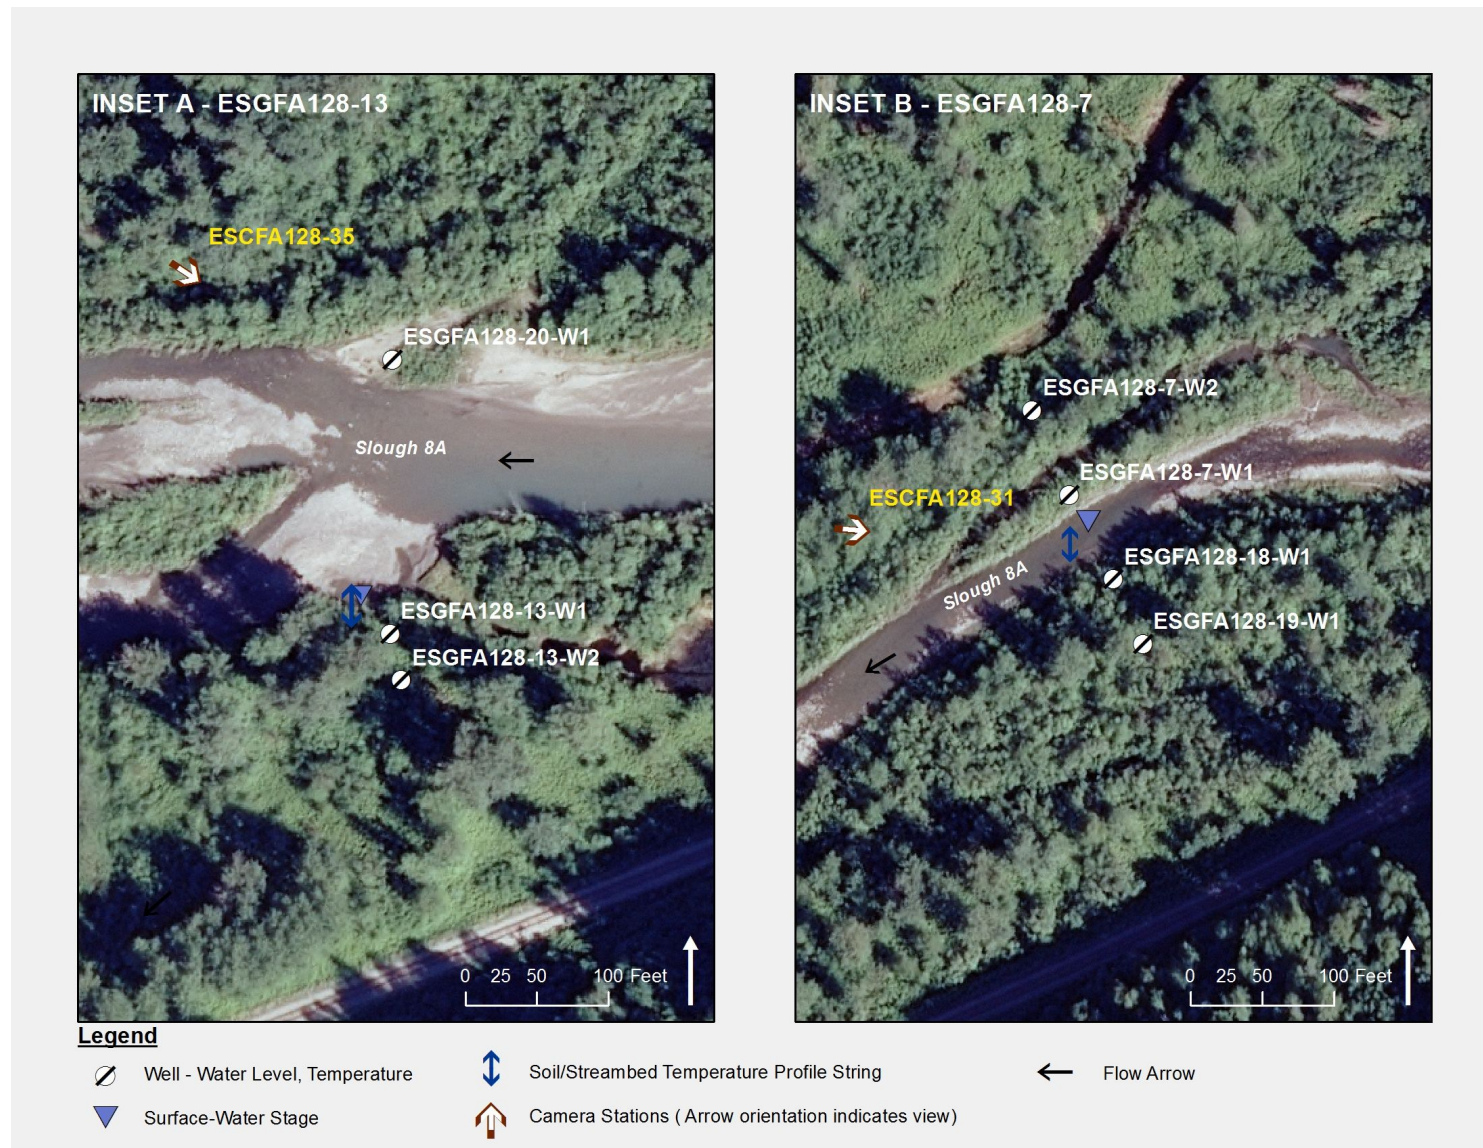 INSET A - ESGFA128-13
ESCFA128-35
ESGFA128-20-W1
Slough 8A
ESGFA128-13-W1
ESGFA128-13-W2
0 25 50 100 Feet
INSET B - ESGFA128-7
ESGFA128-7-W2
ESGFA128-7-W1
ESCFA128-31
ESGFA128-18-W1
Slough 8A
ESGFA128-19-W1
0 25 50 100 Feet
Legend
Well - Water Level, Temperature
Soil/Streambed Temperature Profile String
Flow Arrow
Surface-Water Stage
Camera Stations ( Arrow orientation indicates view)